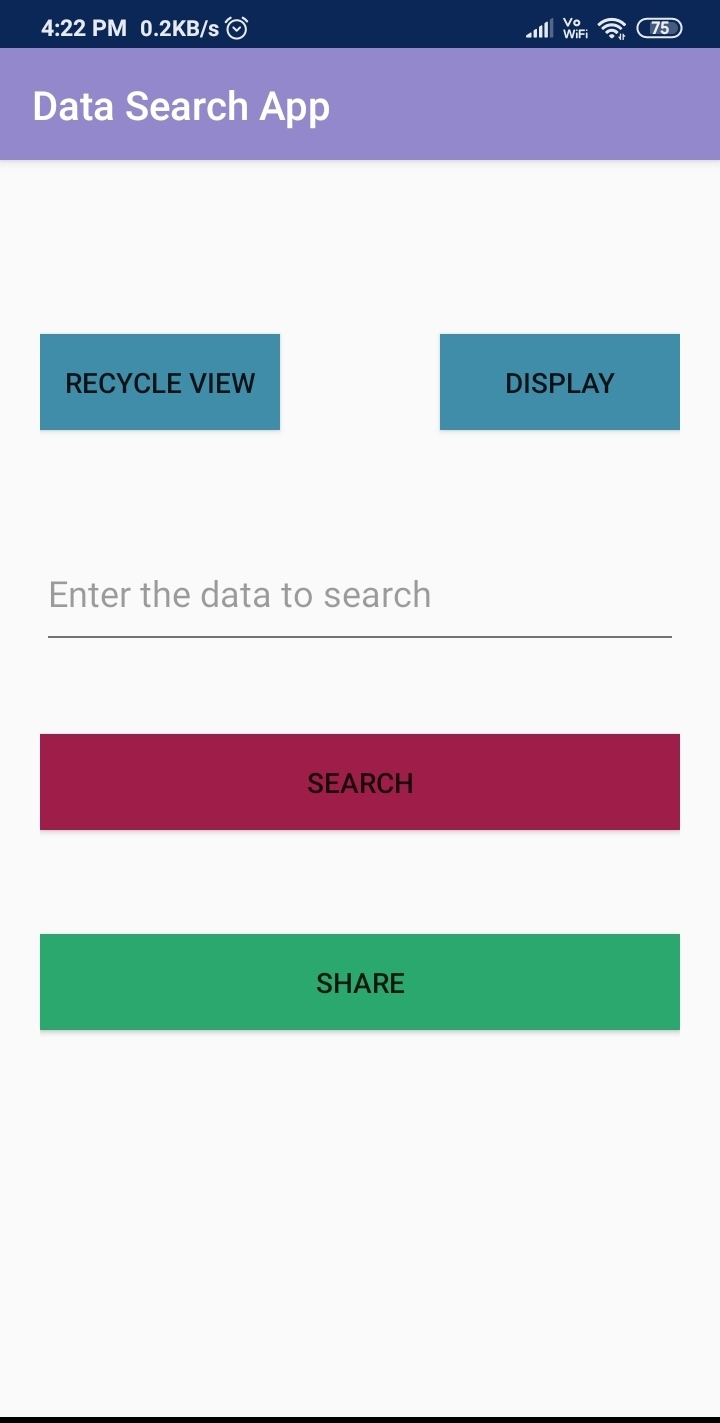 4:22 PM 0.2KB/s Vo WiFi 75
Data Search App
RECYCLE VIEW DISPLAY
Enter the data to search
SEARCH
SHARE